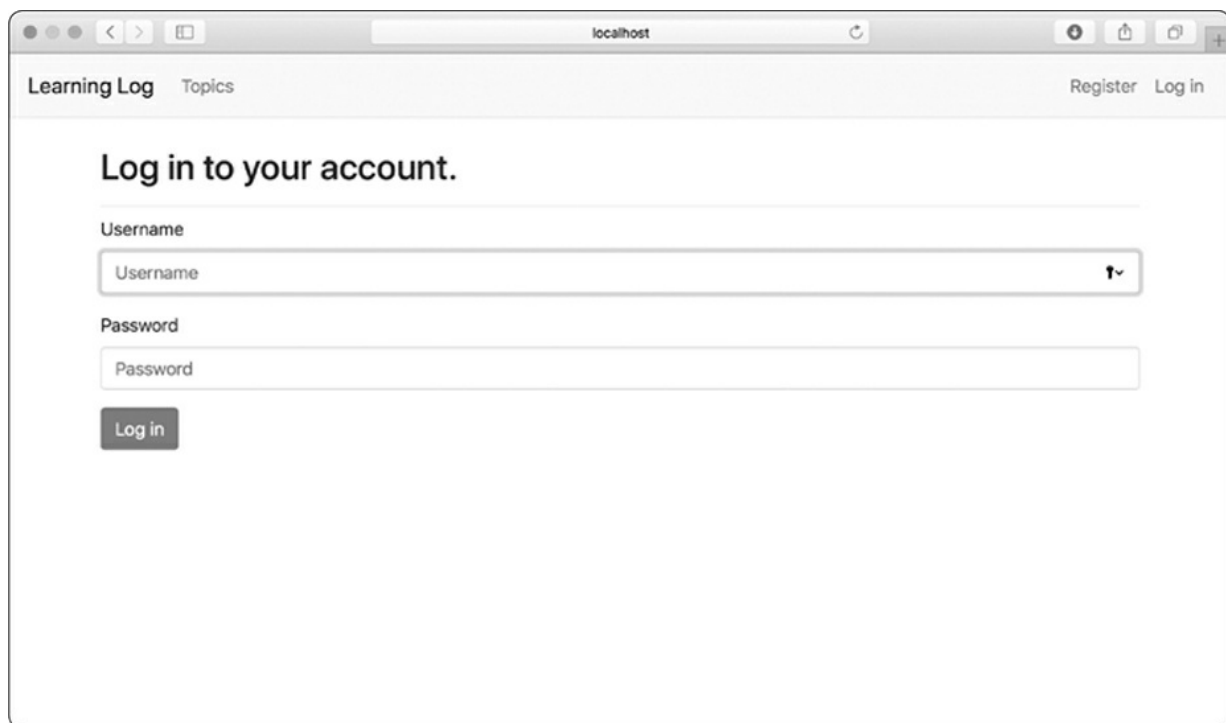 localhost
Learning Log Topics Register Log in
Log in to your account.
Username
Username
Password
Password
Log in